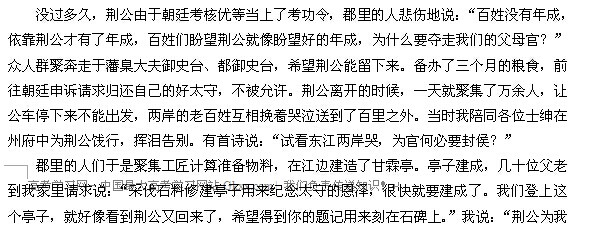 没过多久，荆公由于朝廷考核优等当上了考功令，郡里的人悲伤地说：“百姓没有年成，
依靠荆公才有了年成，百姓们盼望荆公就像盼望好的年成，为什么要夺走我们的父母官？”
众人群聚奔走于藩臬大夫御史台、都御史台，希望荆公能留下来。备办了三个月的粮食，前
往朝廷申诉请求归还自己的好太守，不被允许。荆公离开的时候，一天就聚集了万余人，让
公车停下来不能出发，两岸的老百姓互相挽着哭泣送到了百里之外。当时我陪同各位士绅在
州府中为荆公饯行，挥泪告别。有首诗说：“试看东江两岸哭，为官何必要封侯？”
郡里的人们于是聚集工匠计算准备物料，在江边建造了甘霖亭。亭子建成，几十位父老
到我家里请求说：“采伐石料修建亭子用来纪念太守的恩泽，很快就要建成了。我们登上这
个亭子，就好像看到荆公又回来了，希望得到你的题记用来刻在石碑上。”我说：“荆公为我